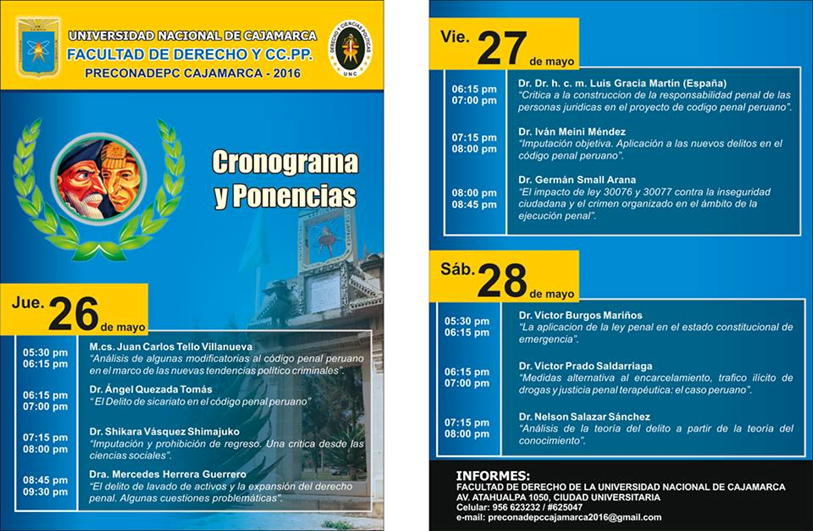 UNIVERSIDAD NACIONAL DE CAJAMARCA
FACULTAD DE DERECHO Y CC.PP.
PRECONADEPC CAJAMARCA - 2016
DERECHO Y CIENCIAS POLÍTICAS
UNC
Cronograma
y Ponencias
Jue. 26 de mayo
05:30 pm
06:15 pm
M.cs. Juan Carlos Tello Villanueva
“Análisis de algunas modificatorias al código penal peruano
en el marco de las nuevas tendencias político criminales”.
06:15 pm
07:00 pm
Dr. Ángel Quezada Tomás
“ El Delito de sicariato en el código penal peruano”
07:15 pm
08:00 pm
Dr. Shikara Vásquez Shimajuko
“Imputación y prohibición de regreso. Una critica desde las
ciencias sociales”.
08:45 pm
09:30 pm
Dra. Mercedes Herrera Guerrero
“El delito de lavado de activos y la expansión del derecho
penal. Algunas cuestiones problemáticas”.
Vie. 27 de mayo
06:15 pm
07:00 pm
Dr. Dr. h. c. m. Luis Gracia Martin (España)
“Critica a la construccion de la responsabilidad penal de las
personas juridicas en el proyecto de codigo penal peruano”.
07:15 pm
08:00 pm
Dr. Iván Meini Méndez
“Imputación objetiva. Aplicación a las nuevos delitos en el
código penal peruano”.
08:00 pm
08:45 pm
Dr. Germán Small Arana
“El impacto de ley 30076 y 30077 contra la inseguridad
ciudadana y el crimen organizado en el ámbito de la
ejecución penal”.
Sáb. 28 de mayo
05:30 pm
06:15 pm
Dr. Victor Burgos Mariños
“La aplicacion de la ley penal en el estado constitucional de
emergencia”.
06:15 pm
07:00 pm
Dr. Victor Prado Saldarriaga
“Medidas alternativa al encarcelamiento, trafico ilícito de
drogas y justicia penal terapéutica: el caso peruano”.
07:15 pm
08:00 pm
Dr. Nelson Salazar Sánchez
“Análisis de la teoría del delito a partir de la teoría del
conocimiento”.
INFORMES:
FACULTAD DE DERECHO DE LA UNIVERSIDAD NACIONAL DE CAJAMARCA
AV. ATAHUALPA 1050, CIUDAD UNIVERSITARIA
Celular: 956 623232 / #625047
e-mail: preconadepccajamarca2016@gmail.com